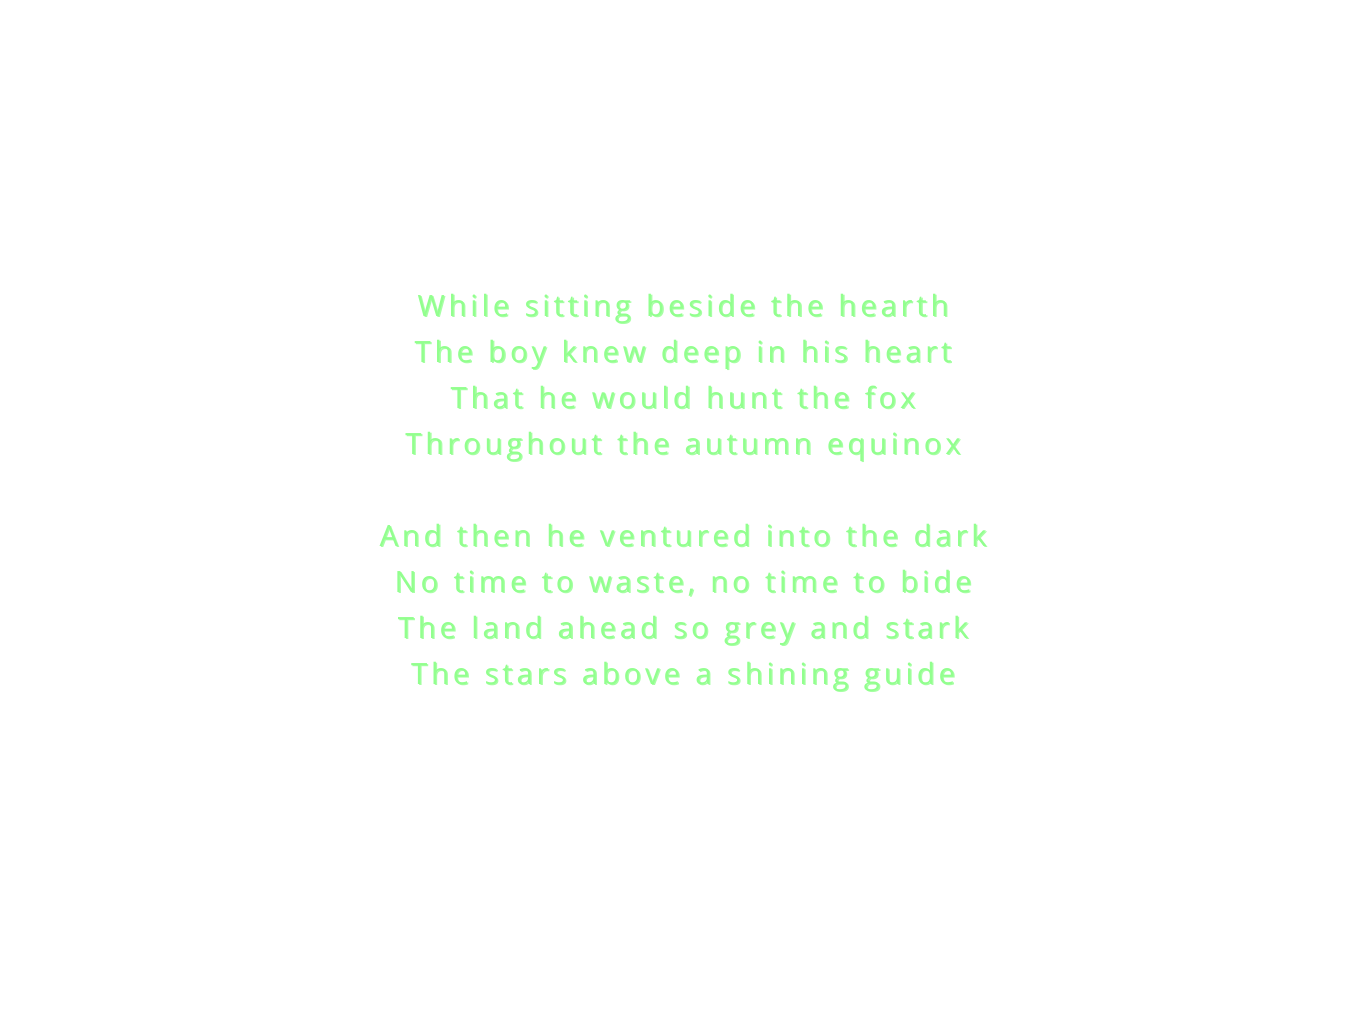 While sitting beside the hearth
The boy knew deep in his heart
That he would hunt the fox
Throughout the autumn equinox

And then he ventured into the dark
No time to waste, no time to bide
The land ahead so grey and stark
The stars above a shining guide